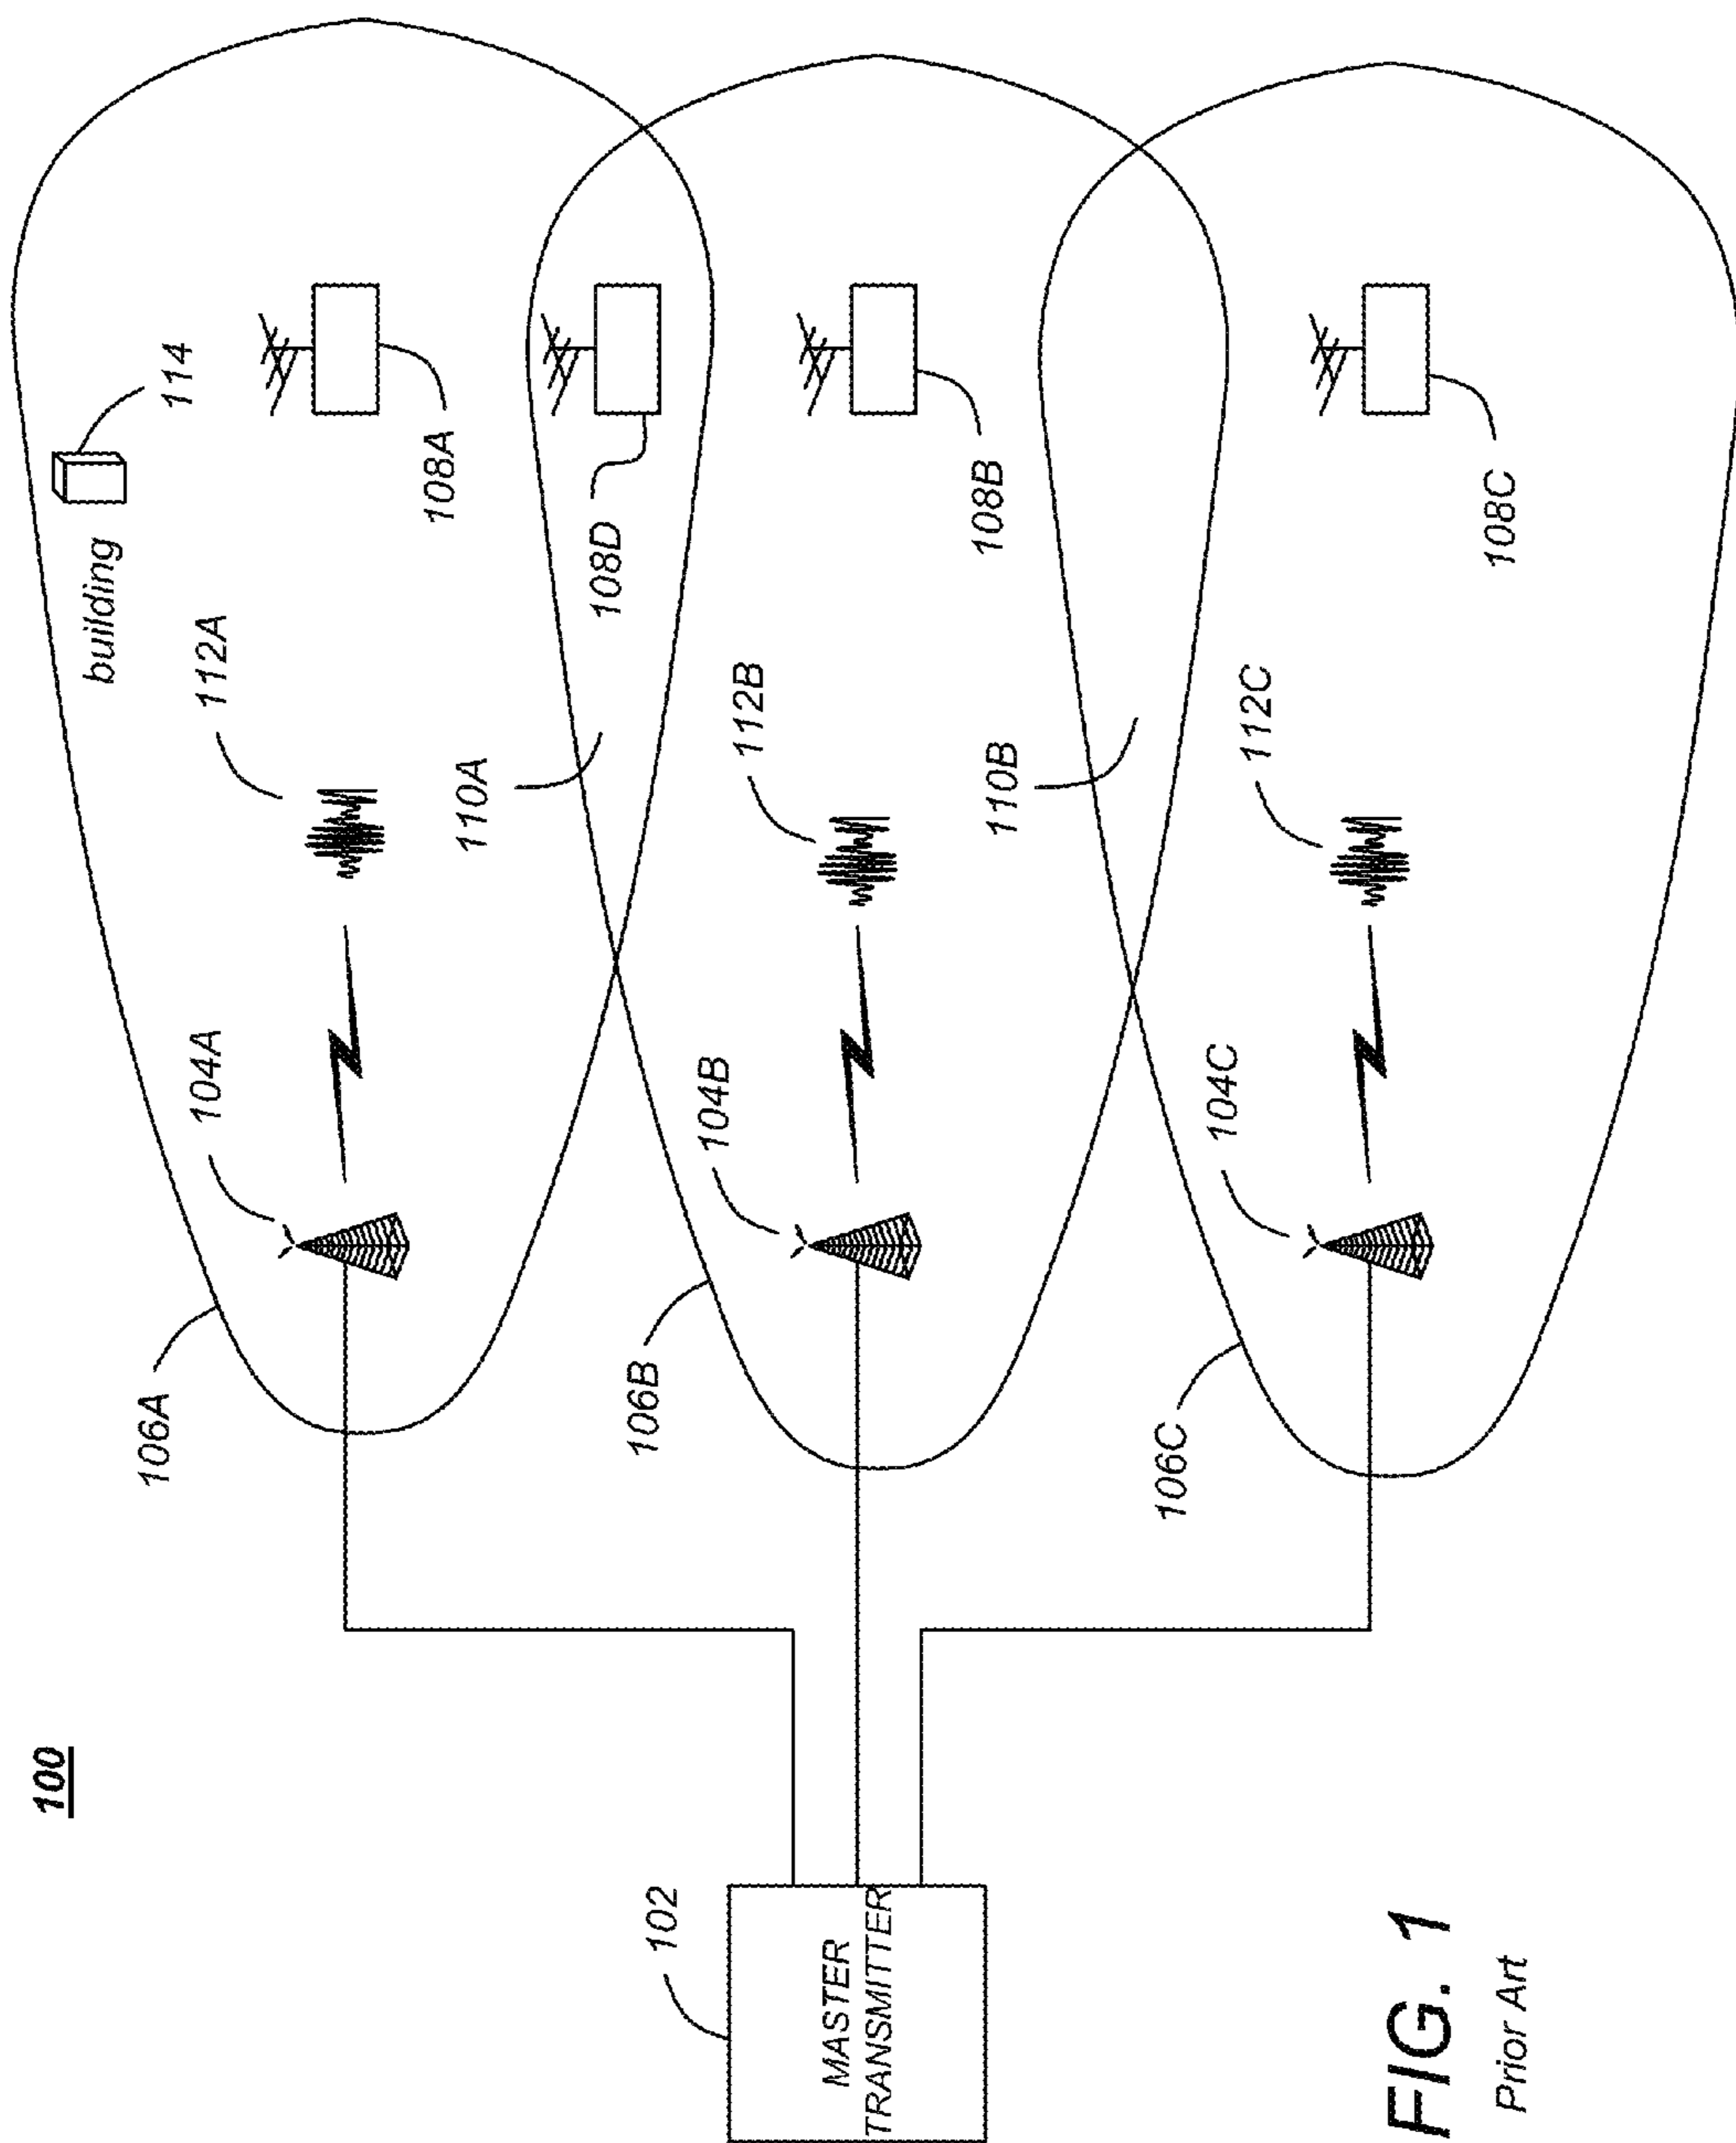 100
building
114
106A
104A
112A
108A
110A
108D
106B
104B
112B
108B
110B
102
MASTER
TRANSMITTER
106C
104C
112C
108C
FIG. 1
Prior Art